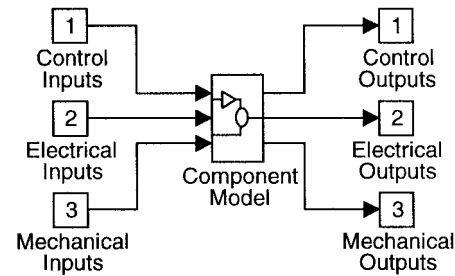 1
Control
Inputs
2
Electrical
Inputs
3
Mechanical
Inputs
Component
Model
1
Control
Outputs
2
Electrical
Outputs
3
Mechanical
Outputs